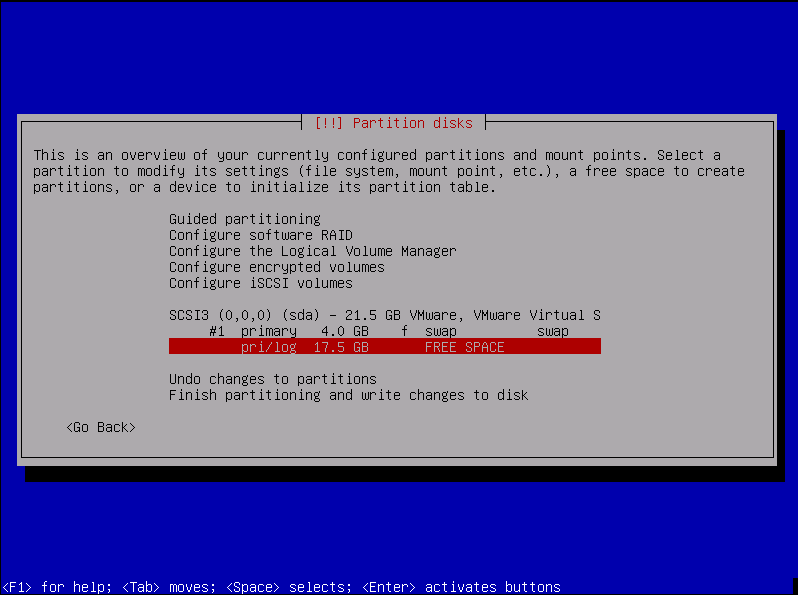 [!!] Partition disks
This is an overview of your currently configured partitions and mount points. Select a
partition to modify its settings (file system, mount point, etc.), a free space to create
partitions, or a device to initialize its partition table.
Guided partitioning
Configure software RAID
Configure the Logical Volume Manager
Configure encrypted volumes
Configure iSCSI volumes
SCSI3 (0,0,0) (sda) - 21.5 GB VMware, VMware Virtual S
#1 primary 4.0 GB f swap swap
pri/log 17.5 GB FREE SPACE
Undo changes to partitions
Finish partitioning and write changes to disk
<Go Back>
<F1> for help; <Tab> moves; <Space> selects; <Enter> activates buttons